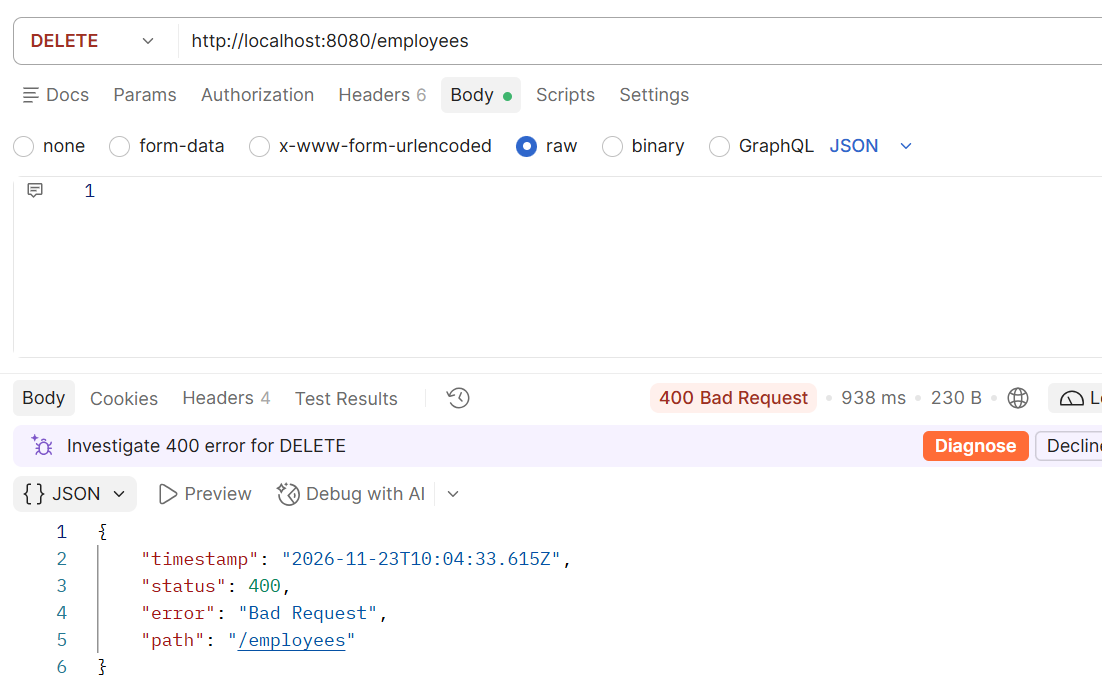 DELETE http://localhost:8080/employees
Docs Params Authorization Headers 6 Body Scripts Settings
none form-data x-www-form-urlencoded raw binary GraphQL JSON
1
Body Cookies Headers 4 Test Results 400 Bad Request • 938 ms • 230 B
Investigate 400 error for DELETE Diagnose Decline
{ } JSON Preview Debug with AI
1 {
2 "timestamp": "2026-11-23T10:04:33.615Z",
3 "status": 400,
4 "error": "Bad Request",
5 "path": "/employees"
6 }